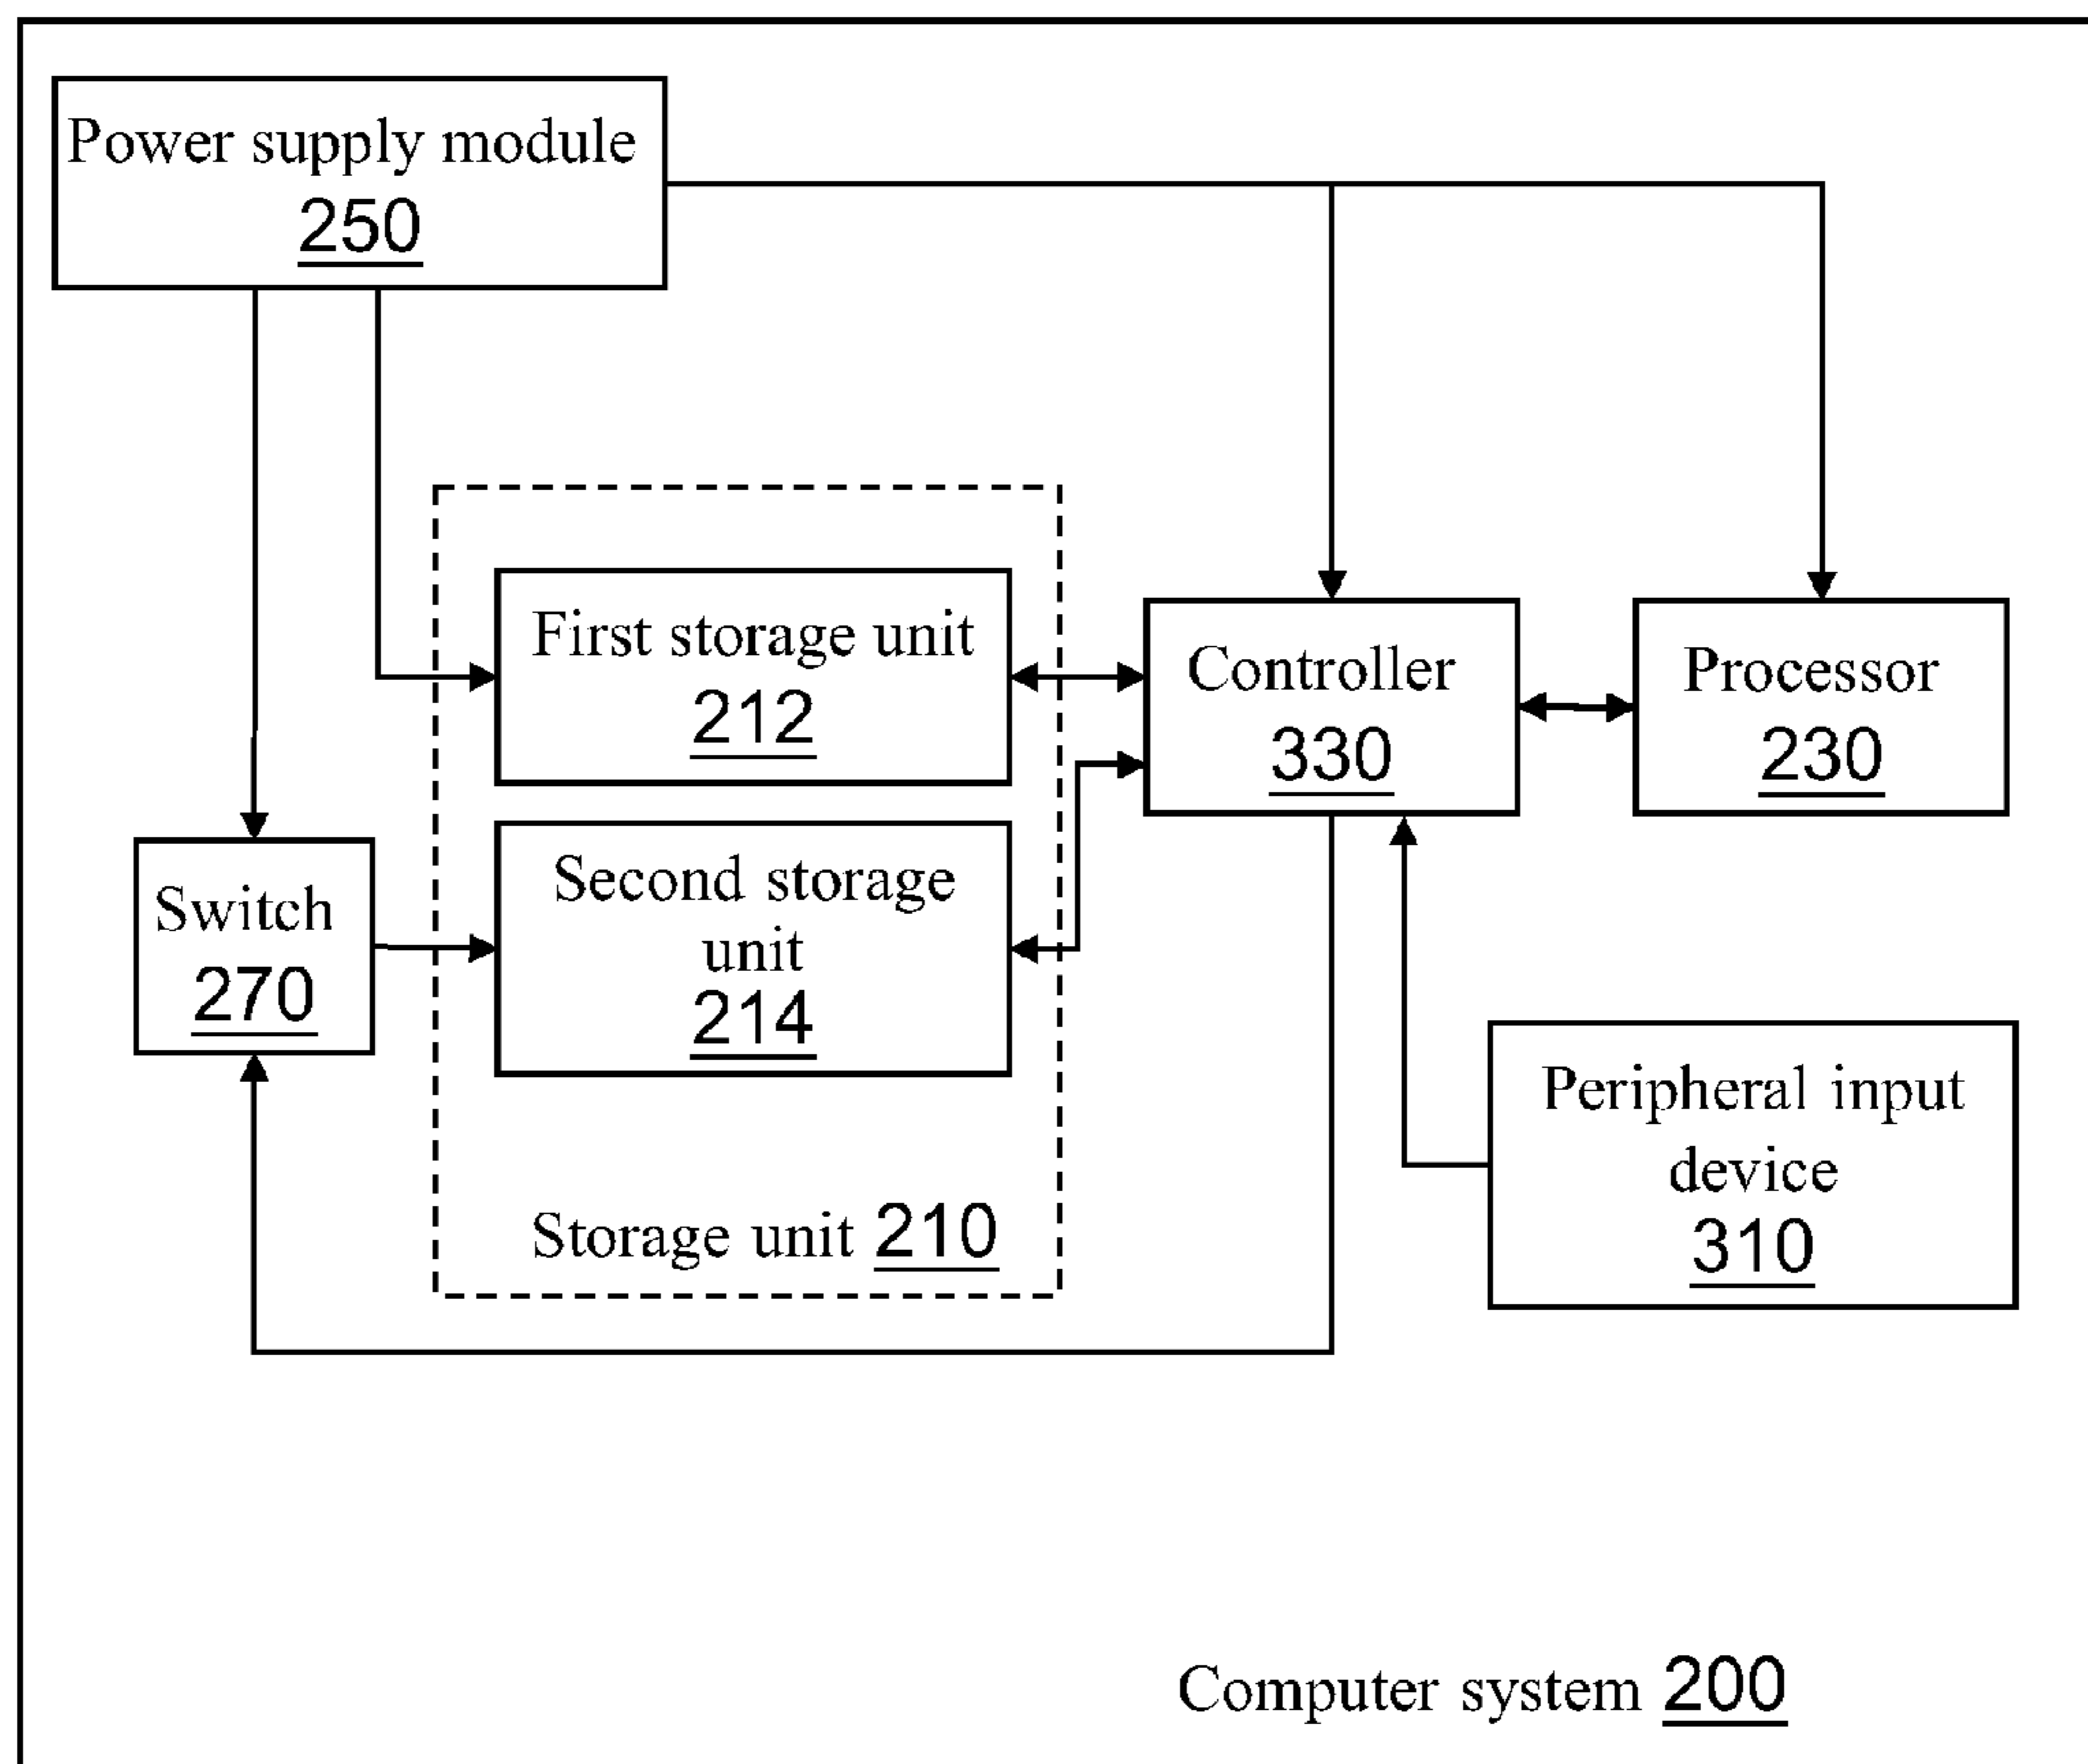 Power supply module
250
First storage unit
212
Controller
330
Processor
230
Switch
270
Second storage
unit
214
Peripheral input
device
310
Storage unit 210
Computer system 200